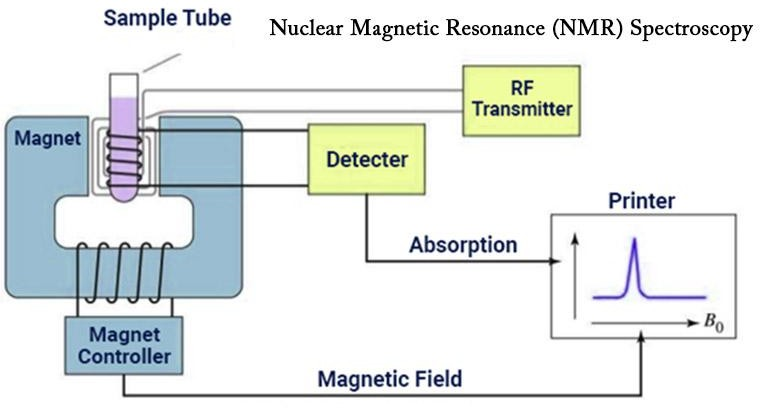 Sample Tube
Nuclear Magnetic Resonance (NMR) Spectroscopy
RF
Transmitter
Magnet
Detecter
Printer
Absorption
B0
Magnet
Controller
Magnetic Field